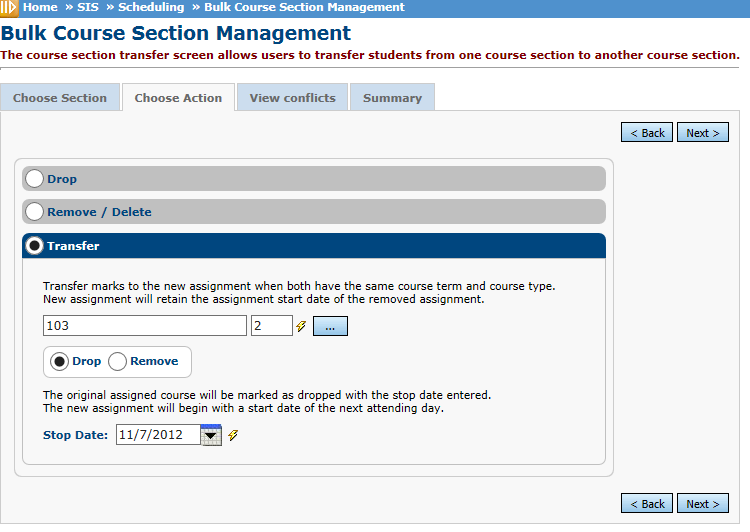 Home » SIS » Scheduling » Bulk Course Section Management
Bulk Course Section Management
The course section transfer screen allows users to transfer students from one course section to another course section.
Choose Section Choose Action View conflicts Summary
< Back Next >
Drop
Remove / Delete
Transfer
Transfer marks to the new assignment when both have the same course term and course type.
New assignment will retain the assignment start date of the removed assignment.
103 2 ...
Drop Remove
The original assigned course will be marked as dropped with the stop date entered.
The new assignment will begin with a start date of the next attending day.
Stop Date: 11/7/2012
< Back Next >